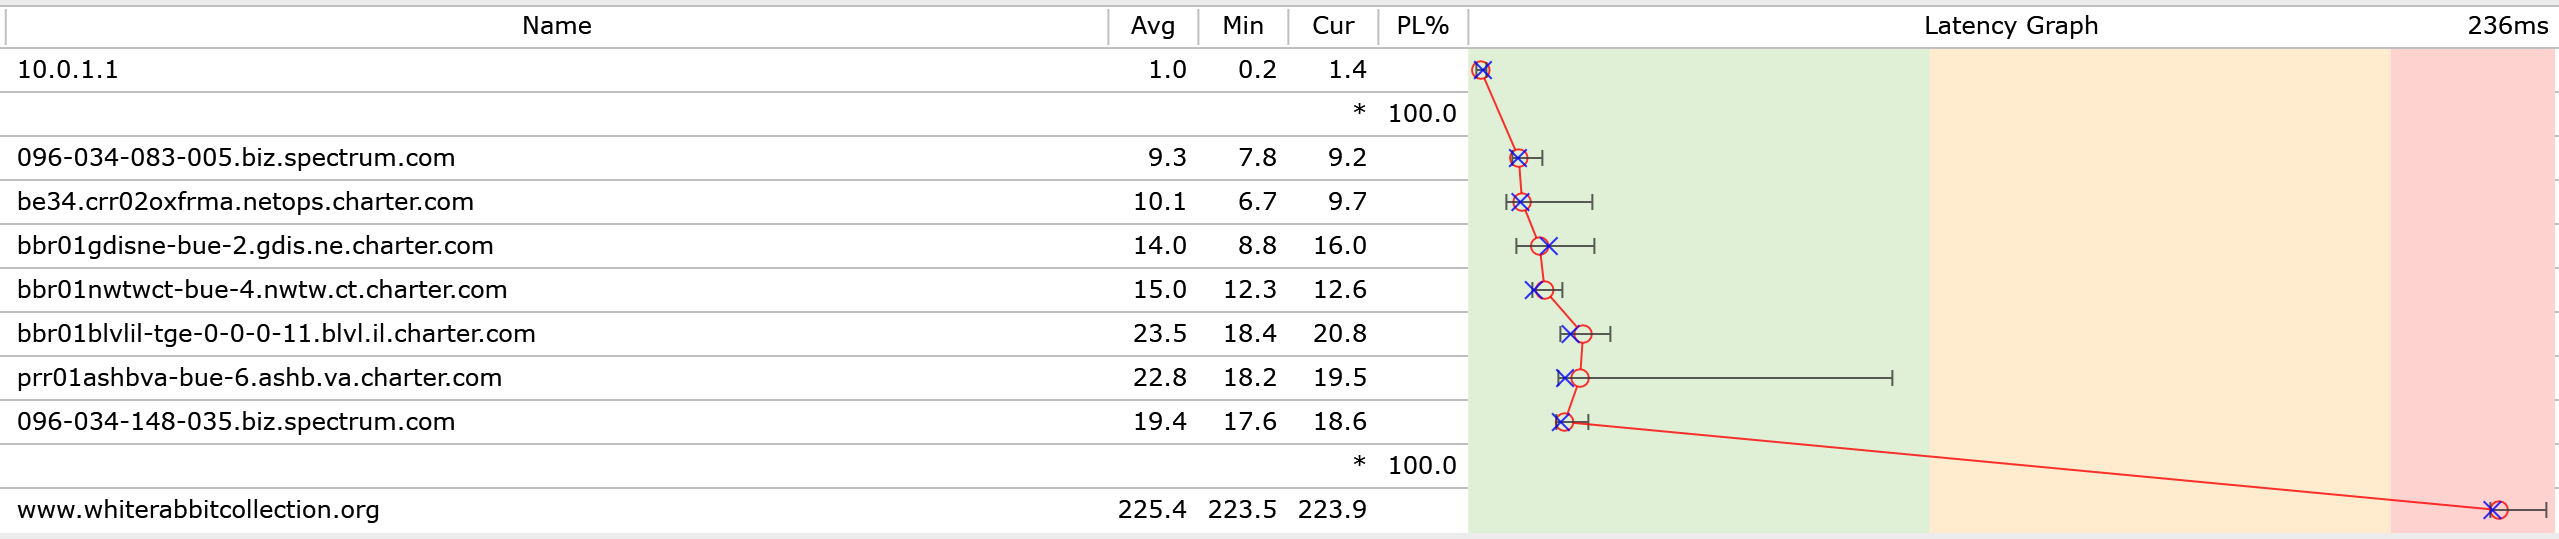 Name Avg Min Cur PL% Latency Graph 236ms
10.0.1.1 1.0 0.2 1.4
* 100.0
096-034-083-005.biz.spectrum.com 9.3 7.8 9.2
be34.crr02oxfrma.netops.charter.com 10.1 6.7 9.7
bbr01gdisne-bue-2.gdis.ne.charter.com 14.0 8.8 16.0
bbr01nwtwct-bue-4.nwtw.ct.charter.com 15.0 12.3 12.6
bbr01blvlil-tge-0-0-0-11.blvl.il.charter.com 23.5 18.4 20.8
prr01ashbva-bue-6.ashb.va.charter.com 22.8 18.2 19.5
096-034-148-035.biz.spectrum.com 19.4 17.6 18.6
* 100.0
www.whiterabbitcollection.org 225.4 223.5 223.9